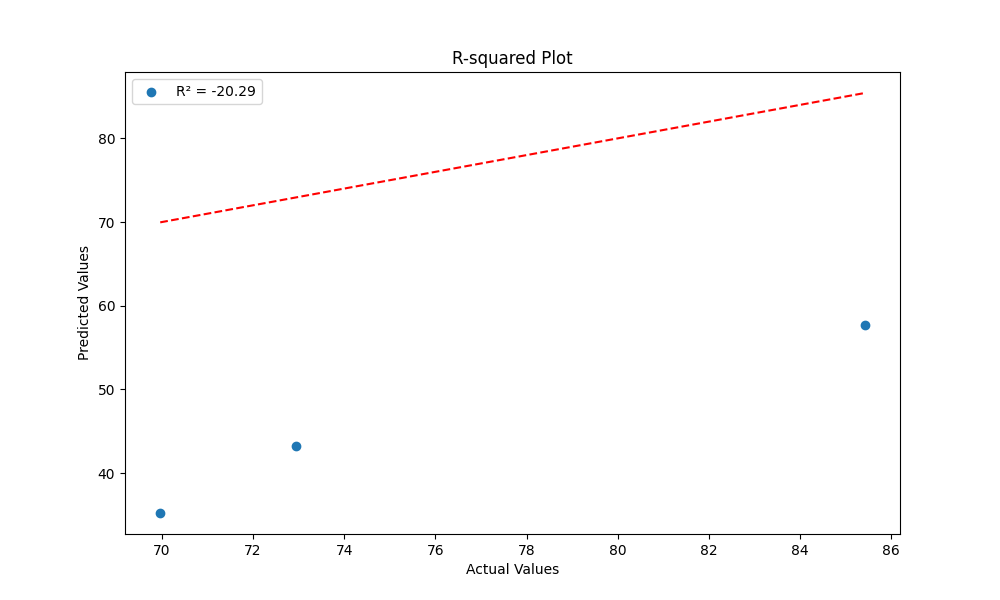 R-squared Plot
R² = -20.29
80
70
60
50
40
Predicted Values
70 72 74 76 78 80 82 84 86
Actual Values